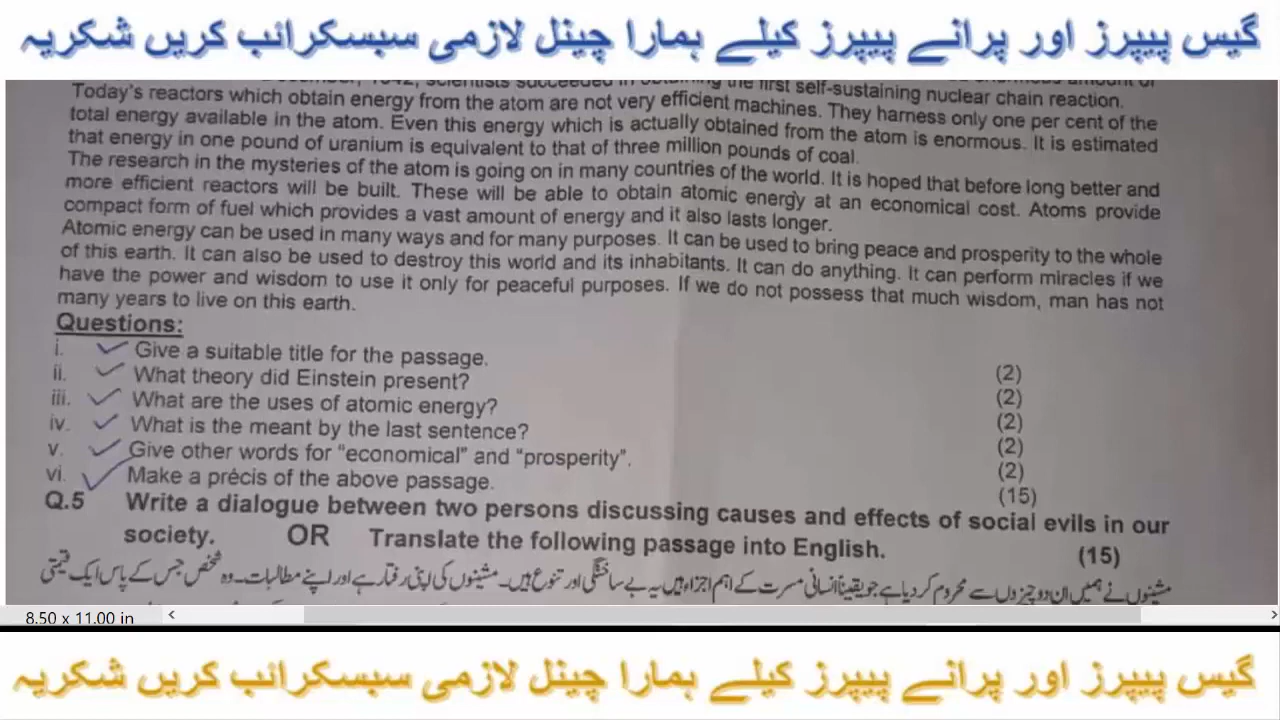 گیس پیپرز اور پرانے پیپرز کیلے ہمارا چینل لازمی سبسکرائب کریں شکریہ
December, 1942, scientists succeeded in obtaining the first self-sustaining nuclear chain reaction. enormous amount of
Today's reactors which obtain energy from the atom are not very efficient machines. They harness only one per cent of the
total energy available in the atom. Even this energy which is actually obtained from the atom is enormous. It is estimated
that energy in one pound of uranium is equivalent to that of three million pounds of coal.
The research in the mysteries of the atom is going on in many countries of the world. It is hoped that before long better and
more efficient reactors will be built. These will be able to obtain atomic energy at an economical cost. Atoms provide
compact form of fuel which provides a vast amount of energy and it also lasts longer.
Atomic energy can be used in many ways and for many purposes. It can be used to bring peace and prosperity to the whole
of this earth. It can also be used to destroy this world and its inhabitants. It can do anything. It can perform miracles if we
have the power and wisdom to use it only for peaceful purposes. If we do not possess that much wisdom, man has not
many years to live on this earth.
Questions:
i. Give a suitable title for the passage. (2)
ii. What theory did Einstein present? (2)
iii. What are the uses of atomic energy? (2)
iv. What is the meant by the last sentence? (2)
v. Give other words for "economical" and "prosperity". (2)
vi. Make a précis of the above passage. (15)
Q.5 Write a dialogue between two persons discussing causes and effects of social evils in our
society. OR Translate the following passage into English. (15)
مشینوں نے ہمیں ان دو چیزوں سے محروم کر دیا ہے جو یقیناً انسانی مسرت کے اہم اجزاء ہیں یہ بے ساختگی اور تنوع ہیں۔ مشینوں کی اپنی رفتار ہے اور اپنے مطالبات۔ وہ شخص جس کے پاس ایک قیمتی
8.50 x 11.00 in
گیس پیپرز اور پرانے پیپرز کیلے ہمارا چینل لازمی سبسکرائب کریں شکریہ